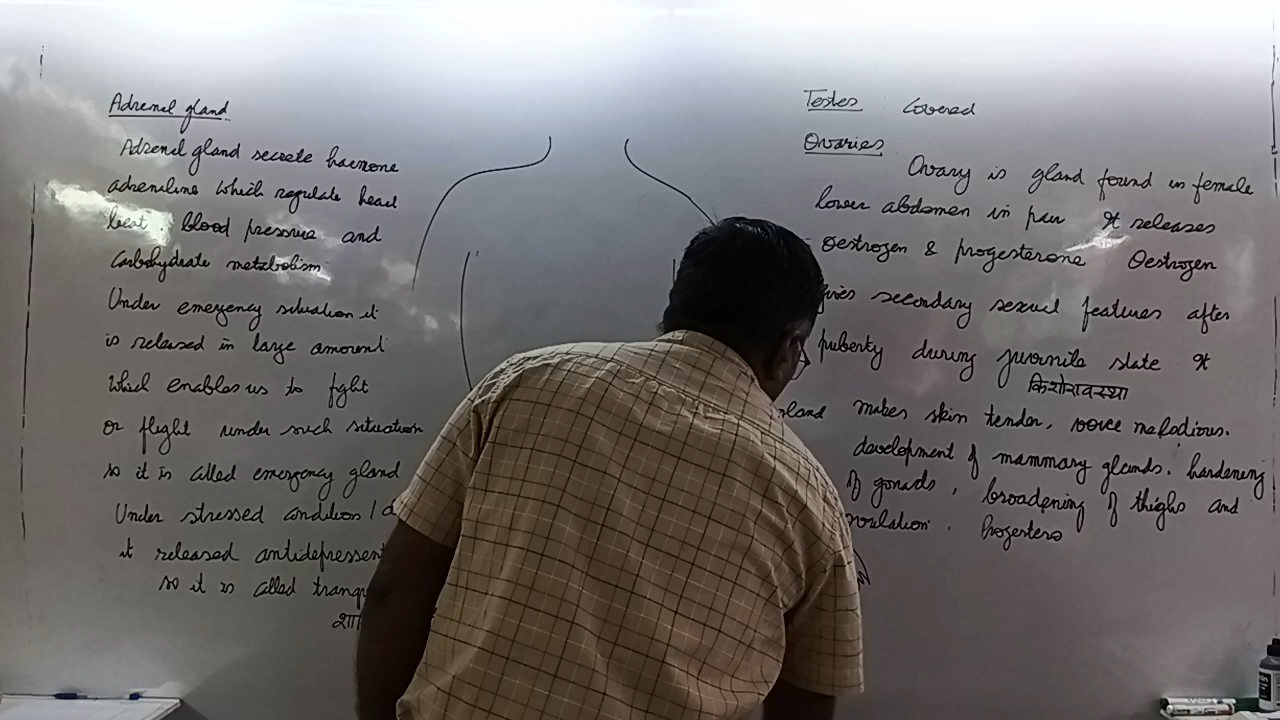 Adrenal gland
Adrenal gland secrete harmone
adrenaline which regulate heart
beat blood pressure and
Carbohydrate metabolism
Under emergency situation it
is released in large amount
Which enables us to fight
or flight under such situation
so it is called emergency gland
Under stressed condition /
it released antidepressent
so it is called
Testes Covered
Ovaries
Ovary is gland found in female
lower abdomen in pair It releases
Oestrogen & progesterone Oestrogen
secondary sexual features after
puberty during juvenile state It
किशोरावस्था
makes skin tender, voice melodious.
development of mammary glands. hardening
of gonads, broadening of thighs and
ovulation. Progestero